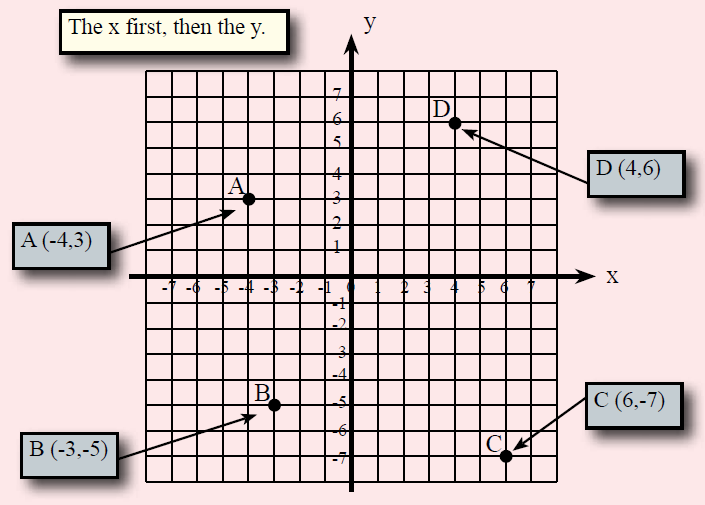 The x first, then the y.
y
7
D
6
5
D (4,6)
4
A
3
A (-4,3)
2
1
x
-7 -6 -5 -4 -3 -2 -1 0 1 2 3 4 5 6 7
-1
-2
3
-4
B
-5
C (6,-7)
-6
B (-3,-5)
C
-7